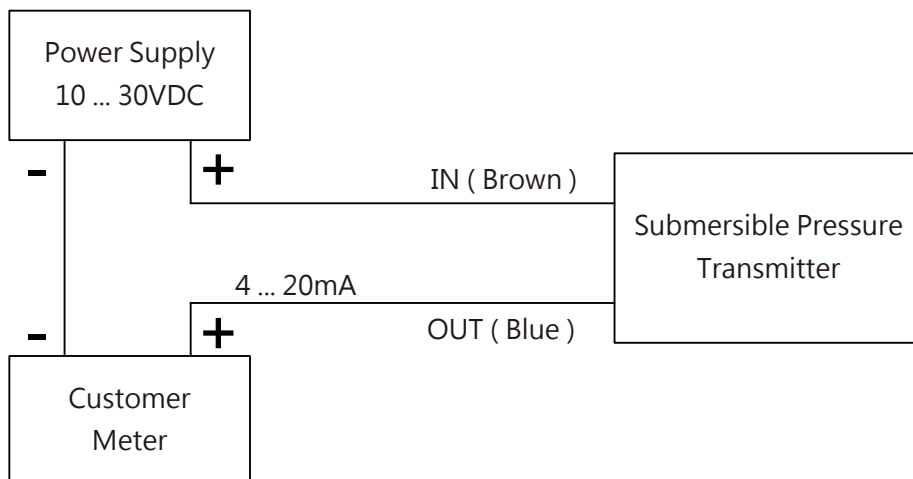 Power Supply
10 ... 30VDC
-
+
IN ( Brown )
Submersible Pressure
Transmitter
4 ... 20mA
-
+
OUT ( Blue )
Customer
Meter